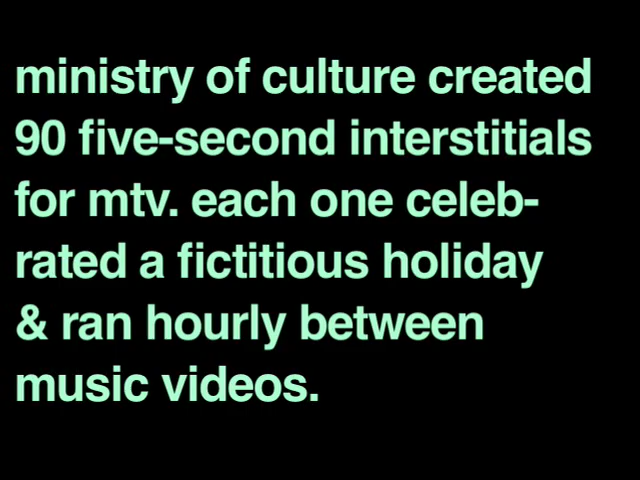 ministry of culture created
90 five-second interstitials
for mtv. each one celeb-
rated a fictitious holiday
& ran hourly between
music videos.